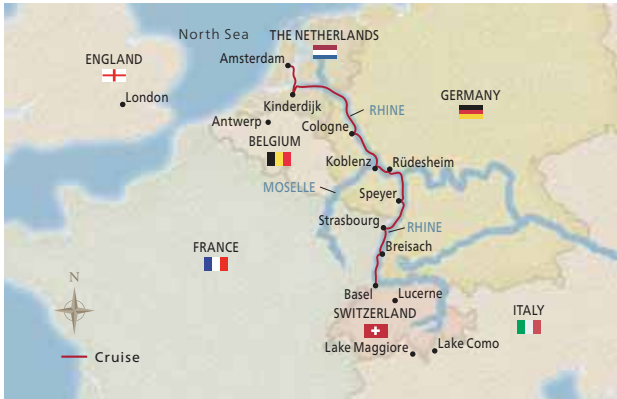 North Sea
THE NETHERLANDS
ENGLAND
Amsterdam
London
Kinderdijk
GERMANY
RHINE
Antwerp
Cologne
BELGIUM
Koblenz
Rüdesheim
MOSELLE
Speyer
Strasbourg
RHINE
FRANCE
Breisach
N
Basel
Lucerne
SWITZERLAND
ITALY
Lake Maggiore
Lake Como
Cruise